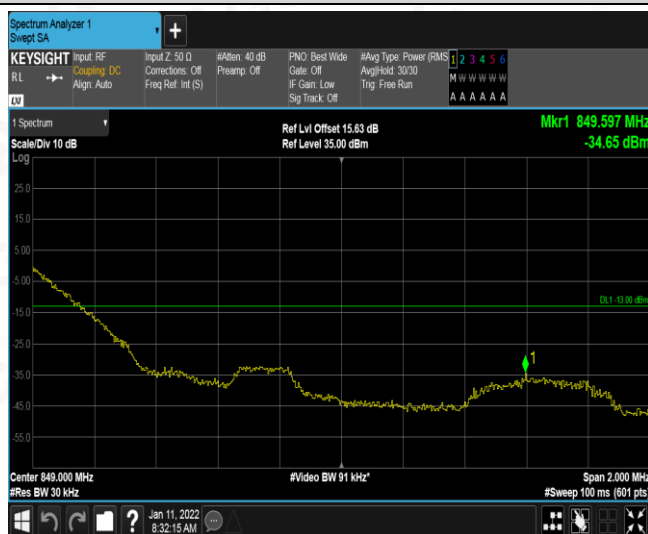 Spectrum Analyzer 1
Swept SA
+
KEYSIGHT
RL
Input: RF
Coupling: DC
Align: Auto
Input Z: 50 Ω
Corrections: Off
Freq Ref: Int (S)
#Atten: 40 dB
Preamp: Off
PNO: Best Wide
Gate: Off
IF Gain: Low
Sig Track: Off
#Avg Type: Power (RMS
Avg|Hold: 30/30
Trig: Free Run
1 2 3 4 5 6
M W W W W W
A A A A A A
LXI
1 Spectrum
Scale/Div 10 dB
Ref Lvl Offset 15.63 dB
Ref Level 35.00 dBm
Mkr1 849.597 MHz
-34.65 dBm
Log
25.0
15.0
5.00
-5.00
DL1 -13.00 dBm
-15.0
-25.0
1
-35.0
-45.0
-55.0
Center 849.000 MHz
#Video BW 91 kHz*
Span 2.000 MHz
#Res BW 30 kHz
#Sweep 100 ms (601 pts)
?
Jan 11, 2022
8:32:15 AM